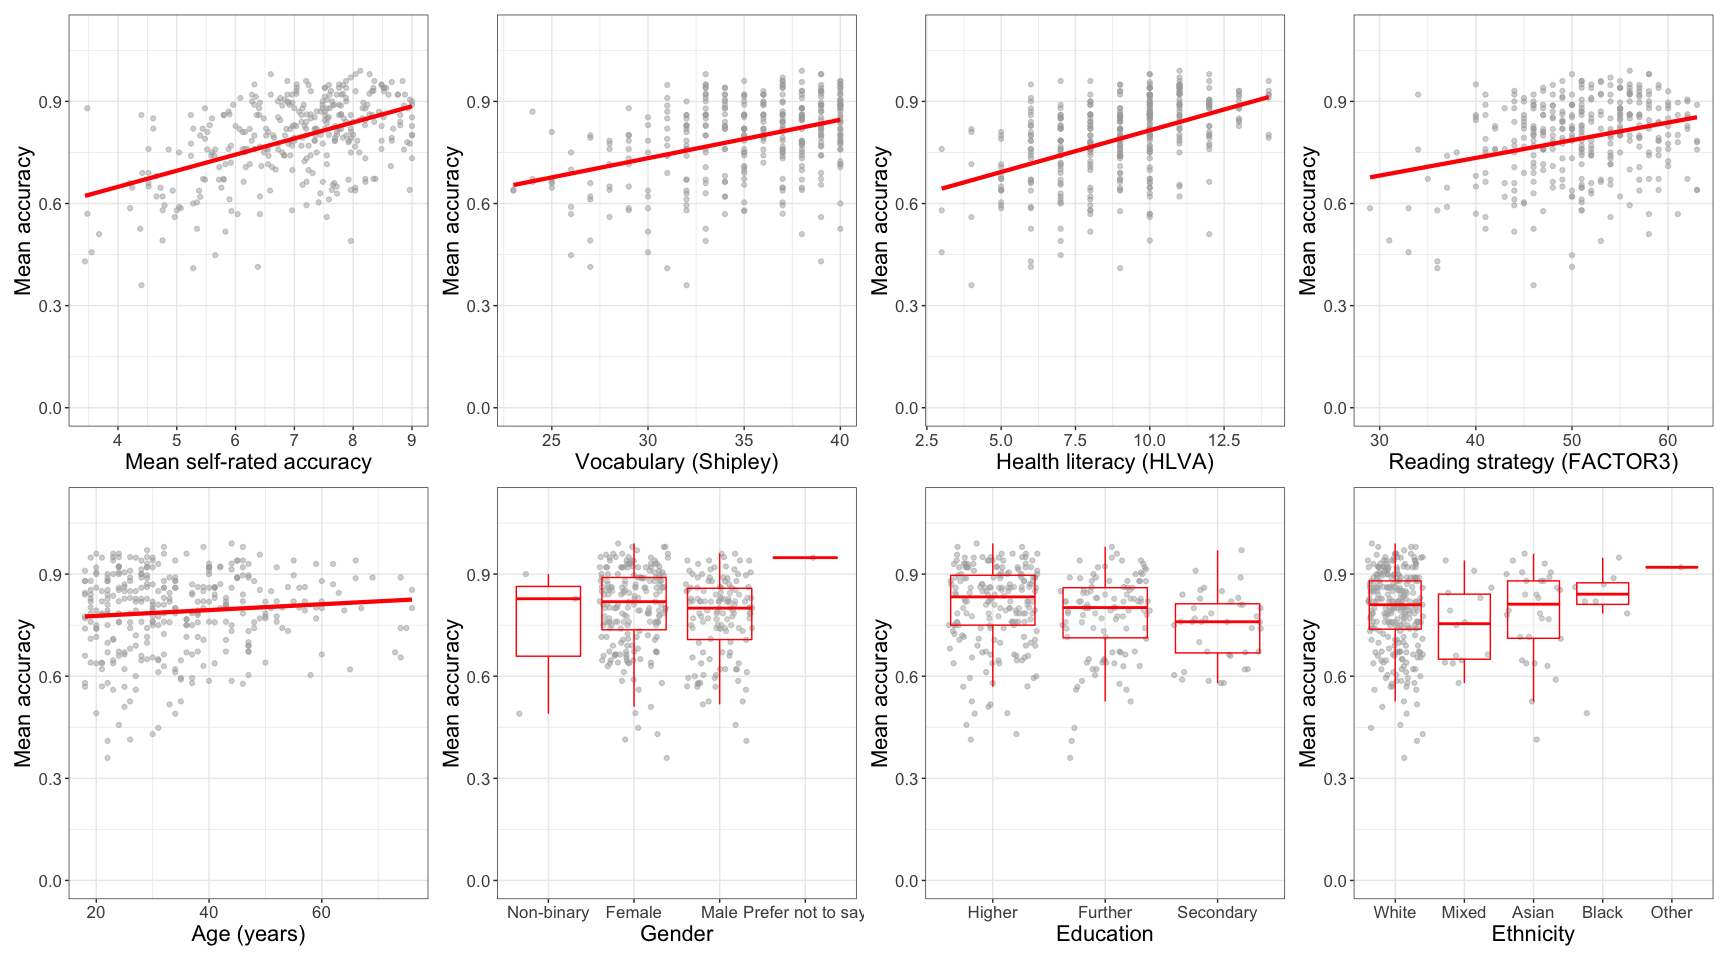 Mean accuracy
0.9
0.6
0.3
0.0
4 5 6 7 8 9
Mean self-rated accuracy
Mean accuracy
0.9
0.6
0.3
0.0
25 30 35 40
Vocabulary (Shipley)
Mean accuracy
0.9
0.6
0.3
0.0
2.5 5.0 7.5 10.0 12.5
Health literacy (HLVA)
Mean accuracy
0.9
0.6
0.3
0.0
30 40 50 60
Reading strategy (FACTOR3)
Mean accuracy
0.9
0.6
0.3
0.0
20 40 60
Age (years)
Mean accuracy
0.9
0.6
0.3
0.0
Non-binary Female Male Prefer not to say
Gender
Mean accuracy
0.9
0.6
0.3
0.0
Higher Further Secondary
Education
Mean accuracy
0.9
0.6
0.3
0.0
White Mixed Asian Black Other
Ethnicity